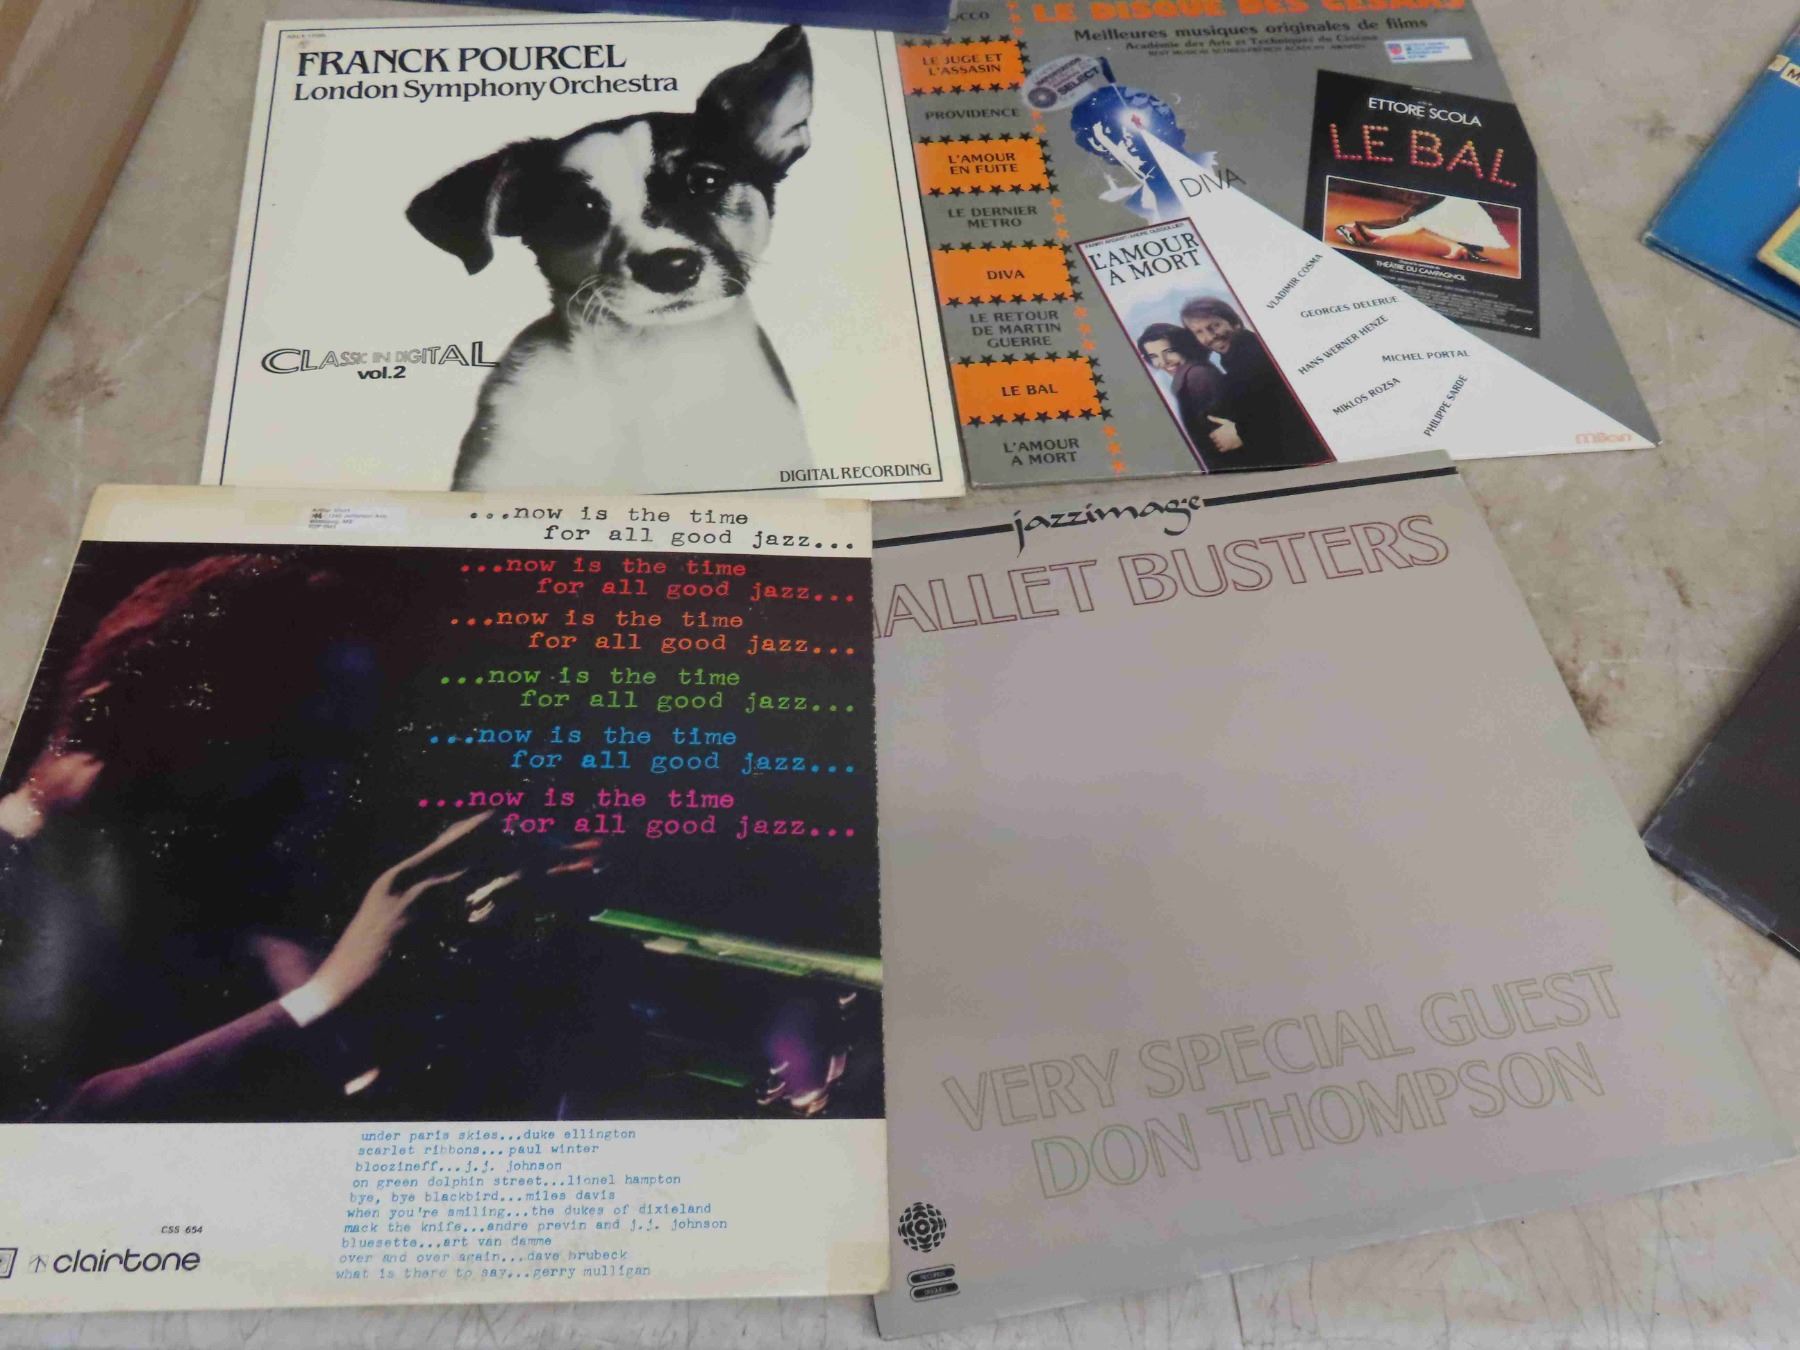 FRANCK POURCEL
London Symphony Orchestra
CLASSIC IN DIGITAL
vol.2
DIGITAL RECORDING
LE DISQUE DES CESARS
Meilleures musiques originales de films
Académie des Arts et Techniques du Cinéma
LE JUGE ET
L'ASSASIN
PROVIDENCE
L'AMOUR
EN FUITE
LE DERNIER
METRO
DIVA
LE RETOUR
DE MARTIN
GUERRE
LE BAL
L'AMOUR
A MORT
SELECT
DIVA
L'AMOUR
A MORT
ETTORE SCOLA
LE BAL
THÉÂTRE DU CAMPAGNOL
VLADIMIR COSMA
GEORGES DELERUE
HANS WERNER HENZE
MICHEL PORTAL
MIKLOS ROZSA
PHILIPPE SARDE
Milan
...now is the time
for all good jazz...
...now is the time
for all good jazz...
...now is the time
for all good jazz...
...now is the time
for all good jazz...
...now is the time
for all good jazz...
...now is the time
for all good jazz...
under paris skies...duke ellington
scarlet ribbons...paul winter
bloozineff...j.j. johnson
on green dolphin street...lionel hampton
bye, bye blackbird...miles davis
when you're smiling...the dukes of dixieland
mack the knife...andre previn and j.j. johnson
bluesette...art van damme
over and over again...dave brubeck
what is there to say...gerry mulligan
CSS 654
clairtone
jazzimage
ALLET BUSTERS
VERY SPECIAL GUEST
DON THOMPSON
RECORDS
DISQUES